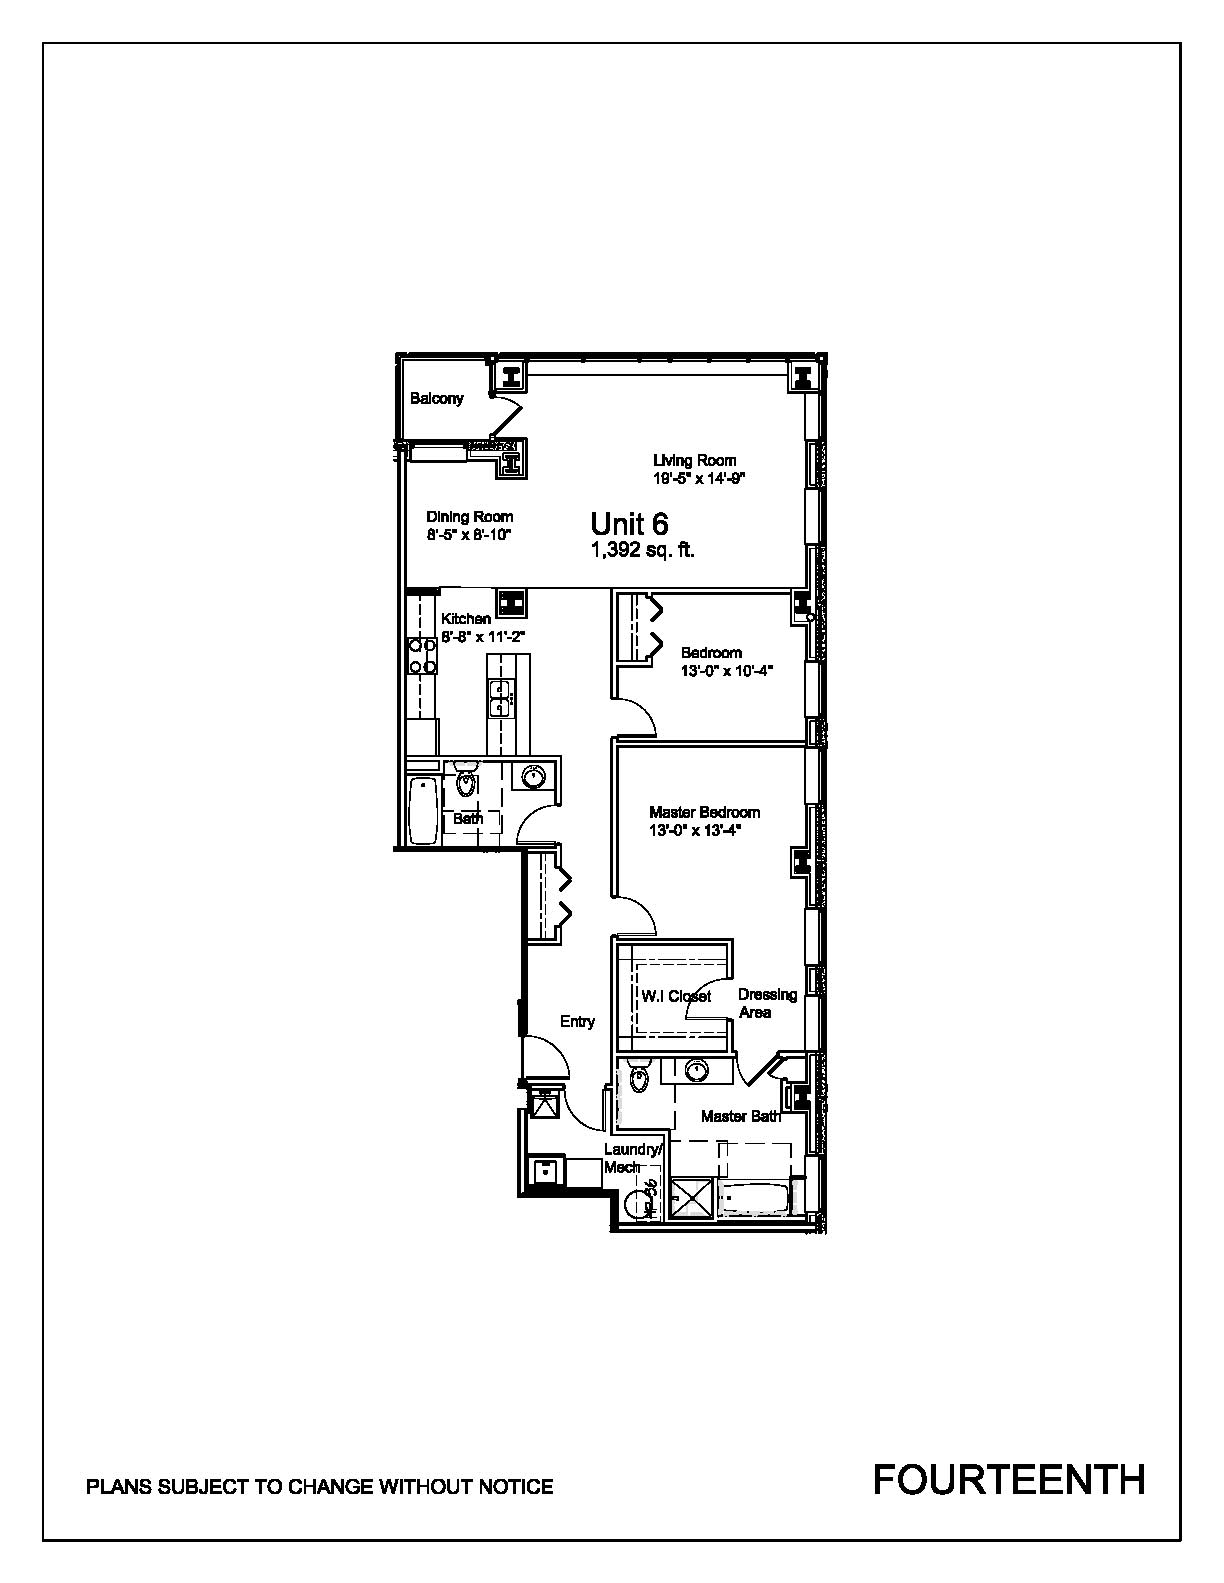 Balcony
Living Room
19'-5" x 14'-9"
Dining Room
8'-5" x 8'-10"
Unit 6
1,392 sq. ft.
Kitchen
8'-8" x 11'-2"
Bedroom
13'-0" x 10'-4"
Master Bedroom
13'-0" x 13'-4"
Bath
W.I Closet
Dressing
Area
Entry
Master Bath
Laundry/
Mech
PLANS SUBJECT TO CHANGE WITHOUT NOTICE
FOURTEENTH